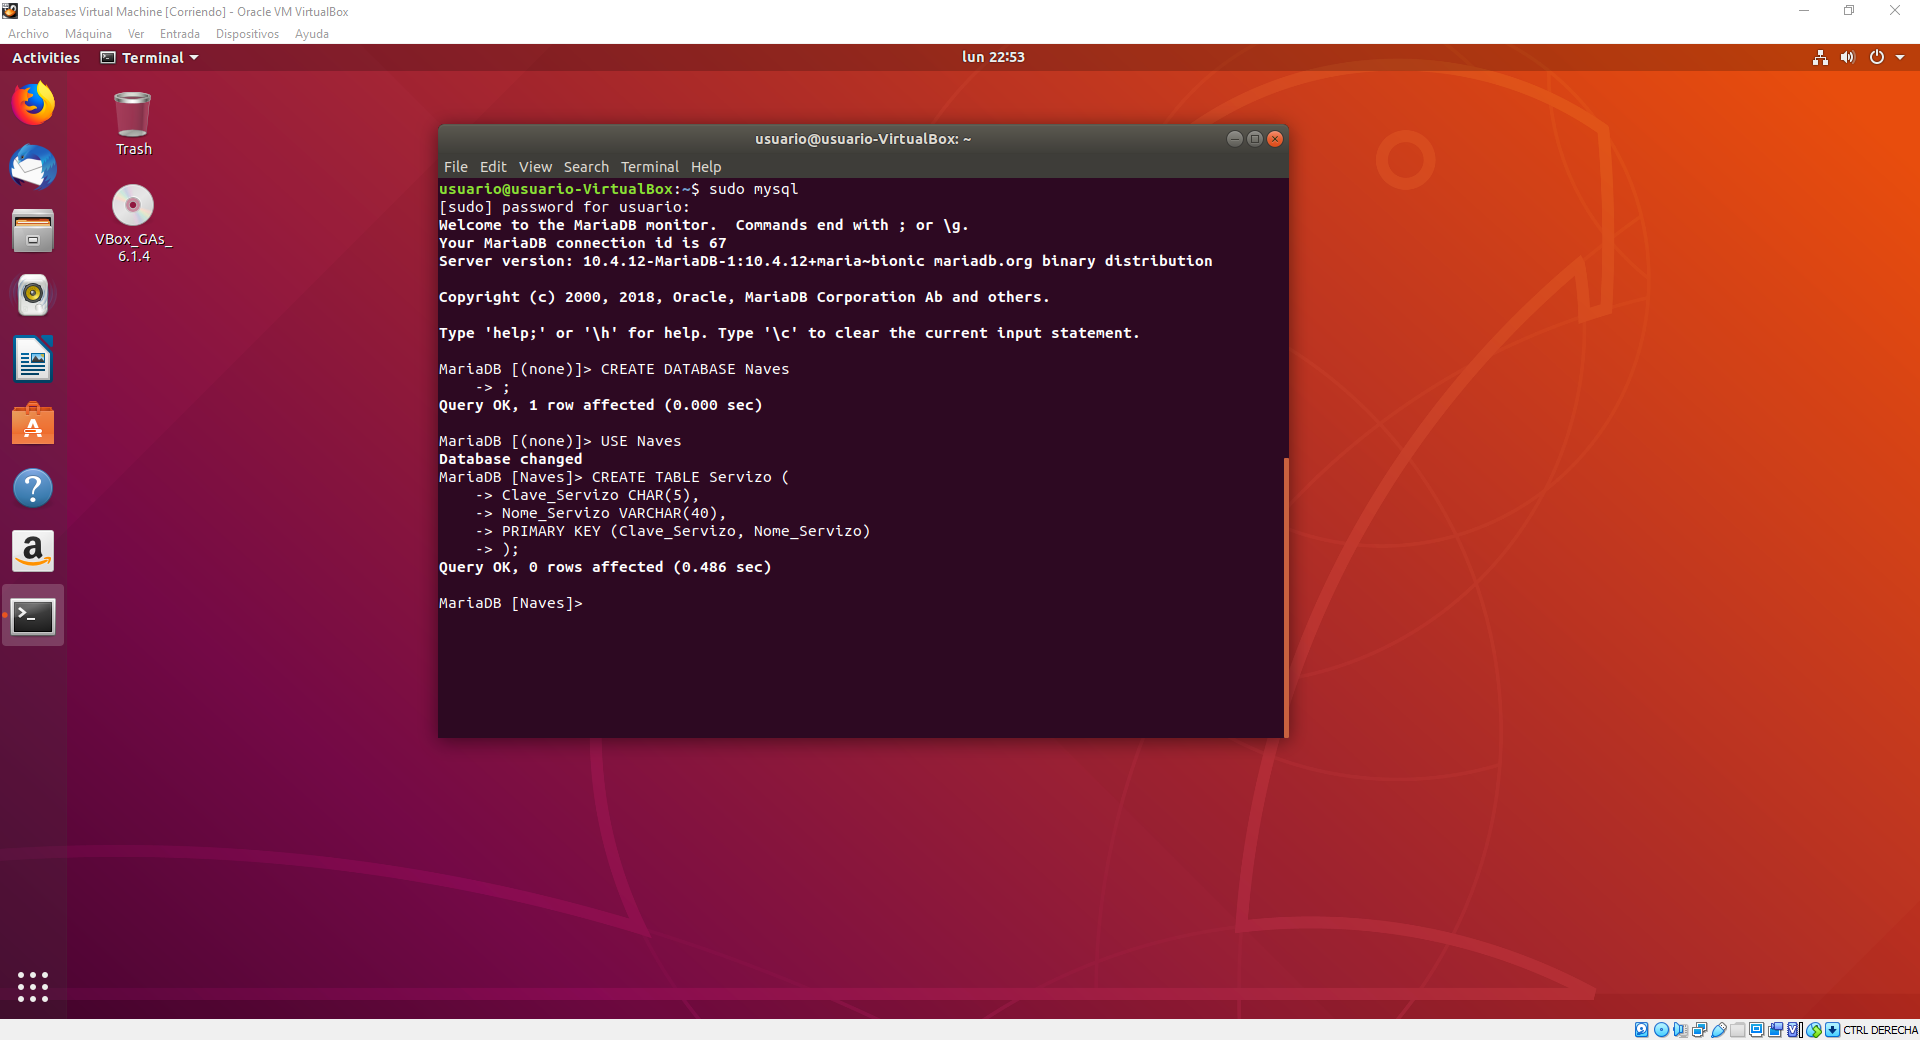 Databases Virtual Machine [Corriendo] - Oracle VM VirtualBox
Archivo Máquina Ver Entrada Dispositivos Ayuda
Activities Terminal lun 22:53
Trash
VBox_GAs_
6.1.4
usuario@usuario-VirtualBox: ~
File Edit View Search Terminal Help
usuario@usuario-VirtualBox:~$ sudo mysql
[sudo] password for usuario:
Welcome to the MariaDB monitor.  Commands end with ; or \g.
Your MariaDB connection id is 67
Server version: 10.4.12-MariaDB-1:10.4.12+maria~bionic mariadb.org binary distribution
Copyright (c) 2000, 2018, Oracle, MariaDB Corporation Ab and others.
Type 'help;' or '\h' for help. Type '\c' to clear the current input statement.
MariaDB [(none)]> CREATE DATABASE Naves
    -> ;
Query OK, 1 row affected (0.000 sec)
MariaDB [(none)]> USE Naves
Database changed
MariaDB [Naves]> CREATE TABLE Servizo (
    -> Clave_Servizo CHAR(5),
    -> Nome_Servizo VARCHAR(40),
    -> PRIMARY KEY (Clave_Servizo, Nome_Servizo)
    -> );
Query OK, 0 rows affected (0.486 sec)
MariaDB [Naves]>
CTRL DERECHA